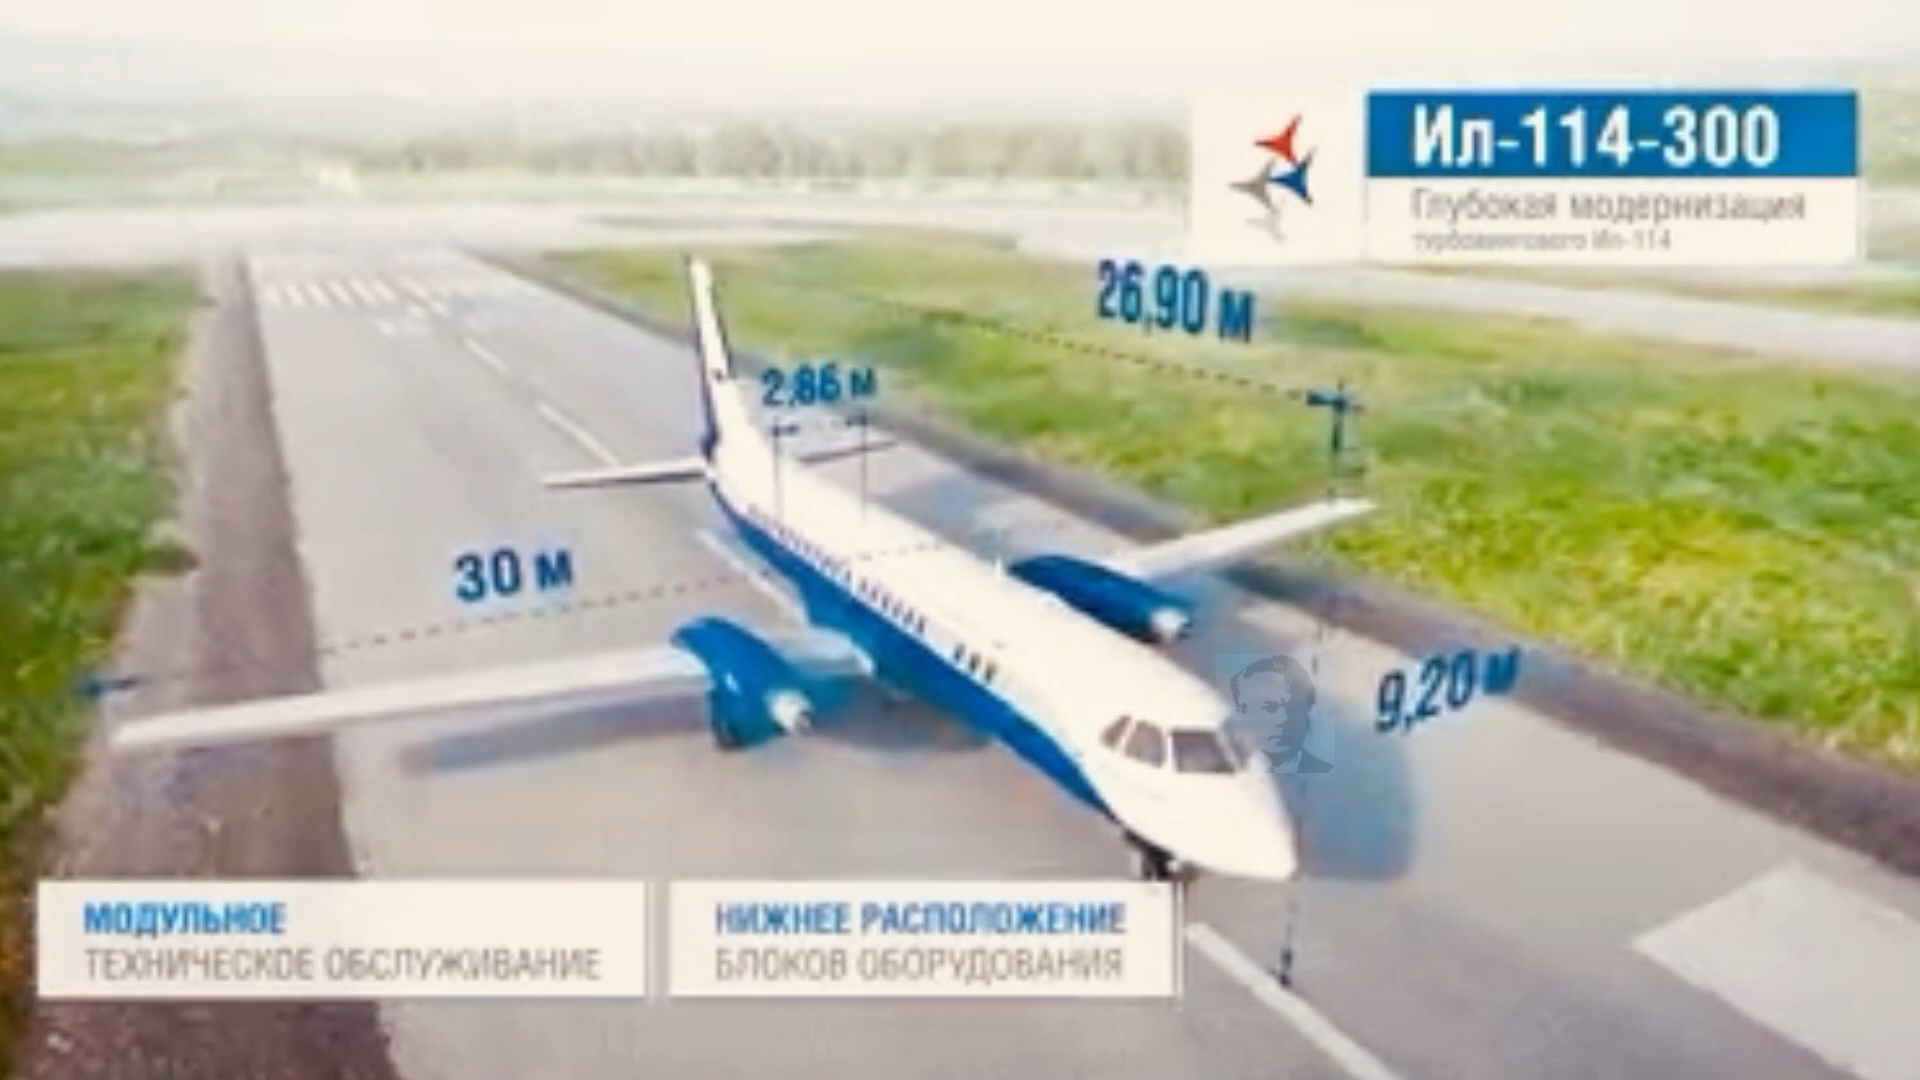 Ил-114-300
Глубокая модернизация
турбовинтового Ил-114
26,90 м
2,86 м
30 м
9,20 м
МОДУЛЬНОЕ
ТЕХНИЧЕСКОЕ ОБСЛУЖИВАНИЕ
НИЖНЕЕ РАСПОЛОЖЕНИЕ
БЛОКОВ ОБОРУДОВАНИЯ